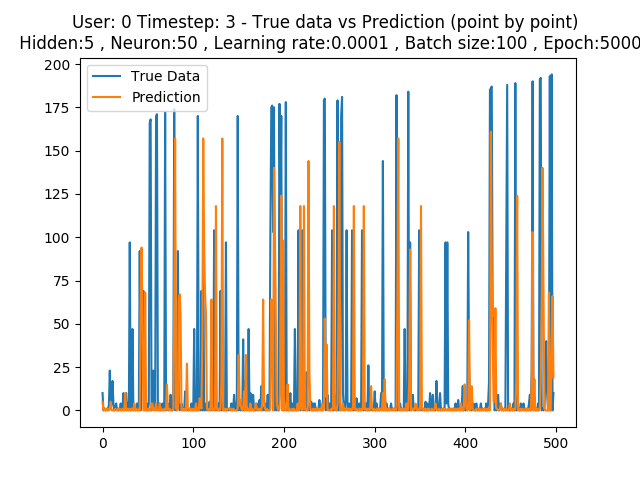 User: 0 Timestep: 3 - True data vs Prediction (point by point)
Hidden:5 , Neuron:50 , Learning rate:0.0001 , Batch size:100 , Epoch:5000
True Data
Prediction
200
175
150
125
100
75
50
25
0
0 100 200 300 400 500